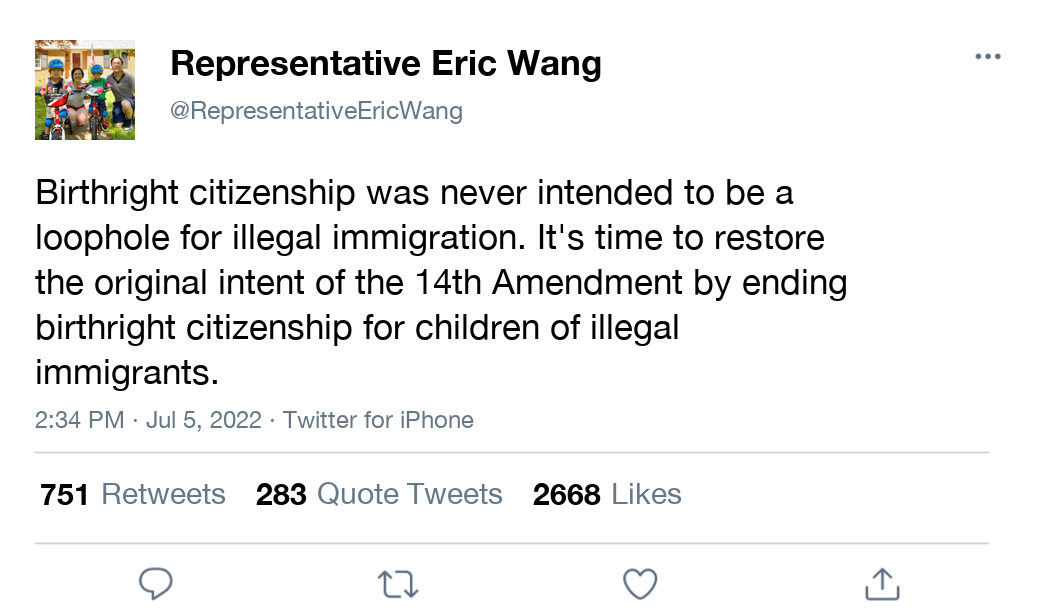 Representative Eric Wang
@RepresentativeEricWang
Birthright citizenship was never intended to be a
loophole for illegal immigration. It's time to restore
the original intent of the 14th Amendment by ending
birthright citizenship for children of illegal
immigrants.
2:34 PM · Jul 5, 2022 · Twitter for iPhone
751 Retweets 283 Quote Tweets 2668 Likes